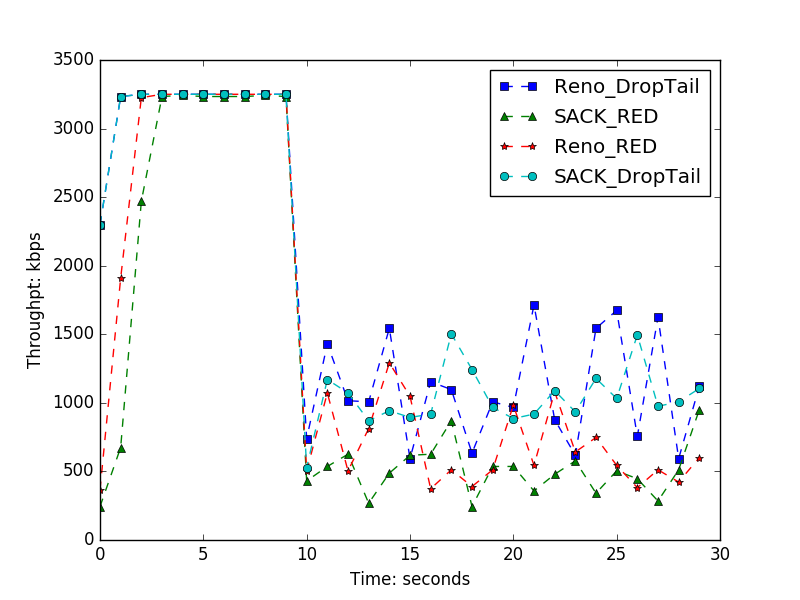 3500
3000
2500
2000
1500
1000
500
0
Throughpt: kbps
Reno_DropTail
SACK_RED
Reno_RED
SACK_DropTail
0 5 10 15 20 25 30
Time: seconds